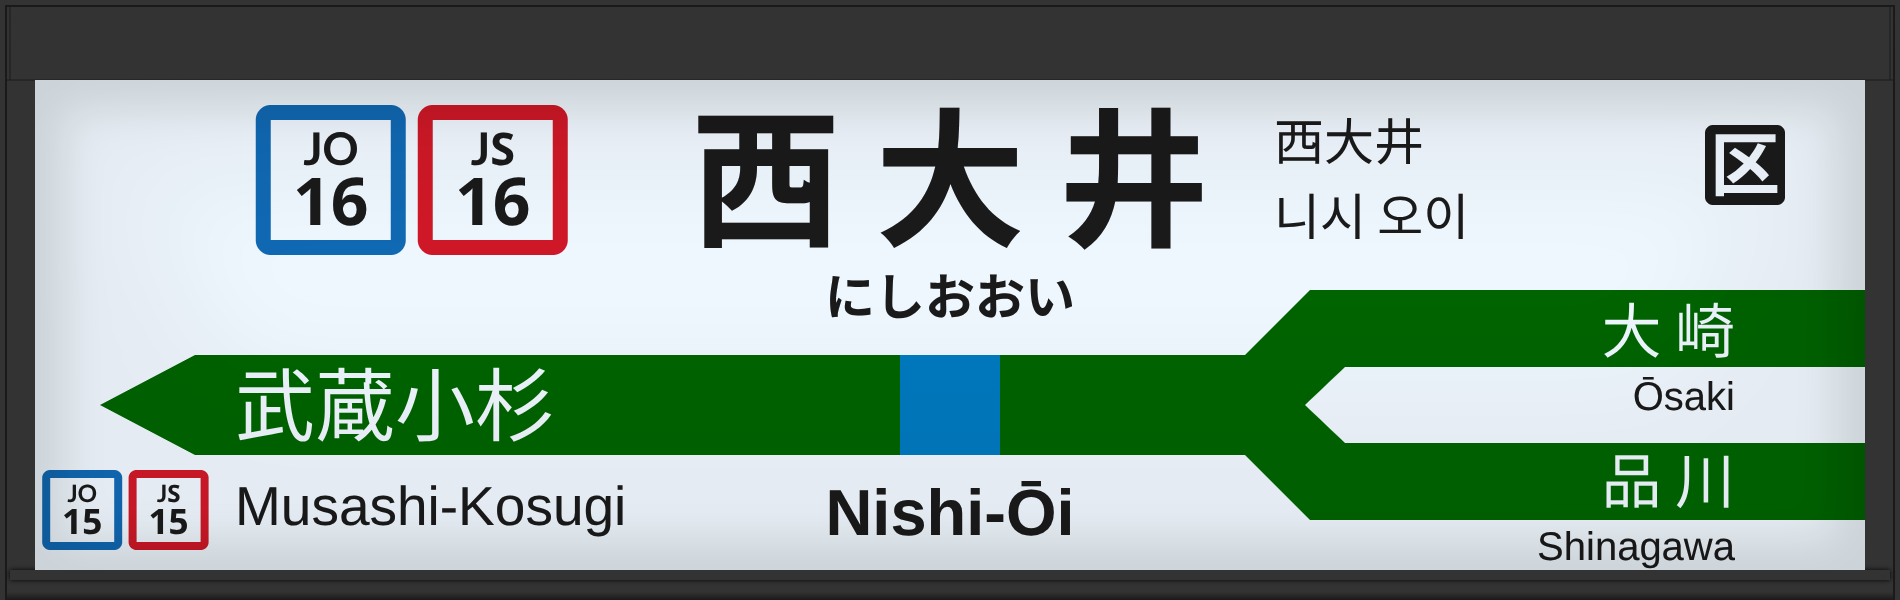 JO
16
JS
16
西大井
西大井
니시 오이
区
にしおおい
大崎
Ōsaki
武蔵小杉
品川
Shinagawa
JO
15
JS
15
Musashi-Kosugi
Nishi-Ōi